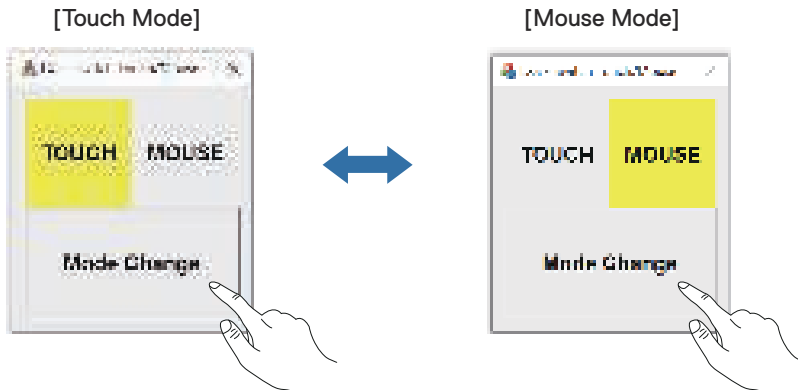 [Touch Mode]
[Mouse Mode]
TOUCH MOUSE
TOUCH MOUSE
Mode Change
Mode Change